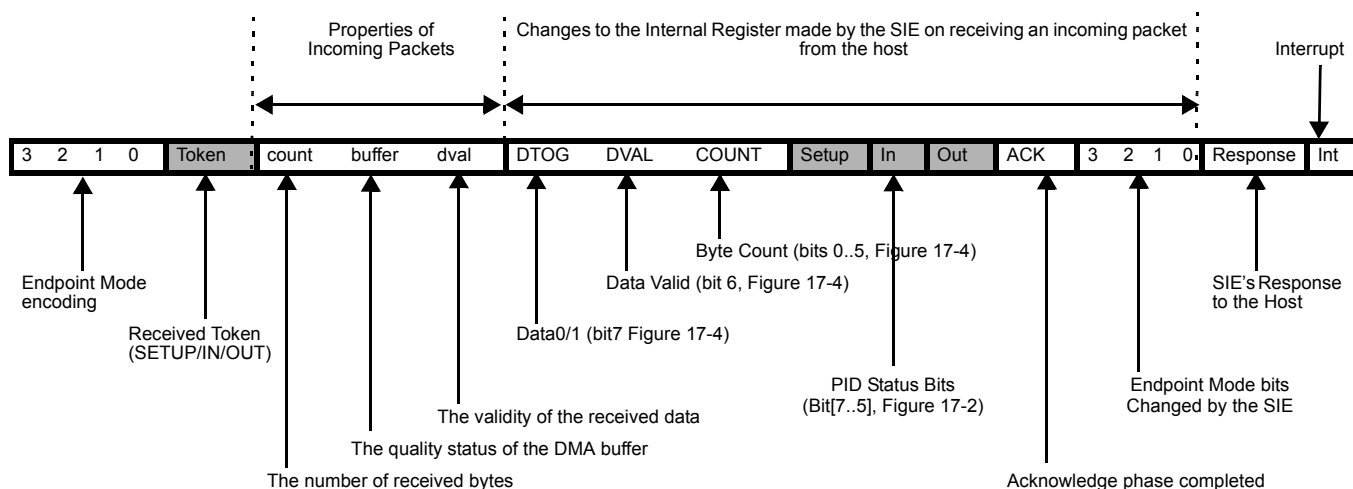 Properties of
Incoming Packets
Changes to the Internal Register made by the SIE on receiving an incoming packet
from the host
Interrupt
3 2 1 0 Token count buffer dval DTOG DVAL COUNT Setup In Out ACK 3 2 1 0 Response Int
Byte Count (bits 0..5, Figure 17-4)
Endpoint Mode
encoding
Data Valid (bit 6, Figure 17-4)
SIE's Response
to the Host
Received Token
(SETUP/IN/OUT)
Data0/1 (bit7 Figure 17-4)
PID Status Bits
(Bit[7..5], Figure 17-2)
Endpoint Mode bits
Changed by the SIE
The validity of the received data
The quality status of the DMA buffer
The number of received bytes
Acknowledge phase completed